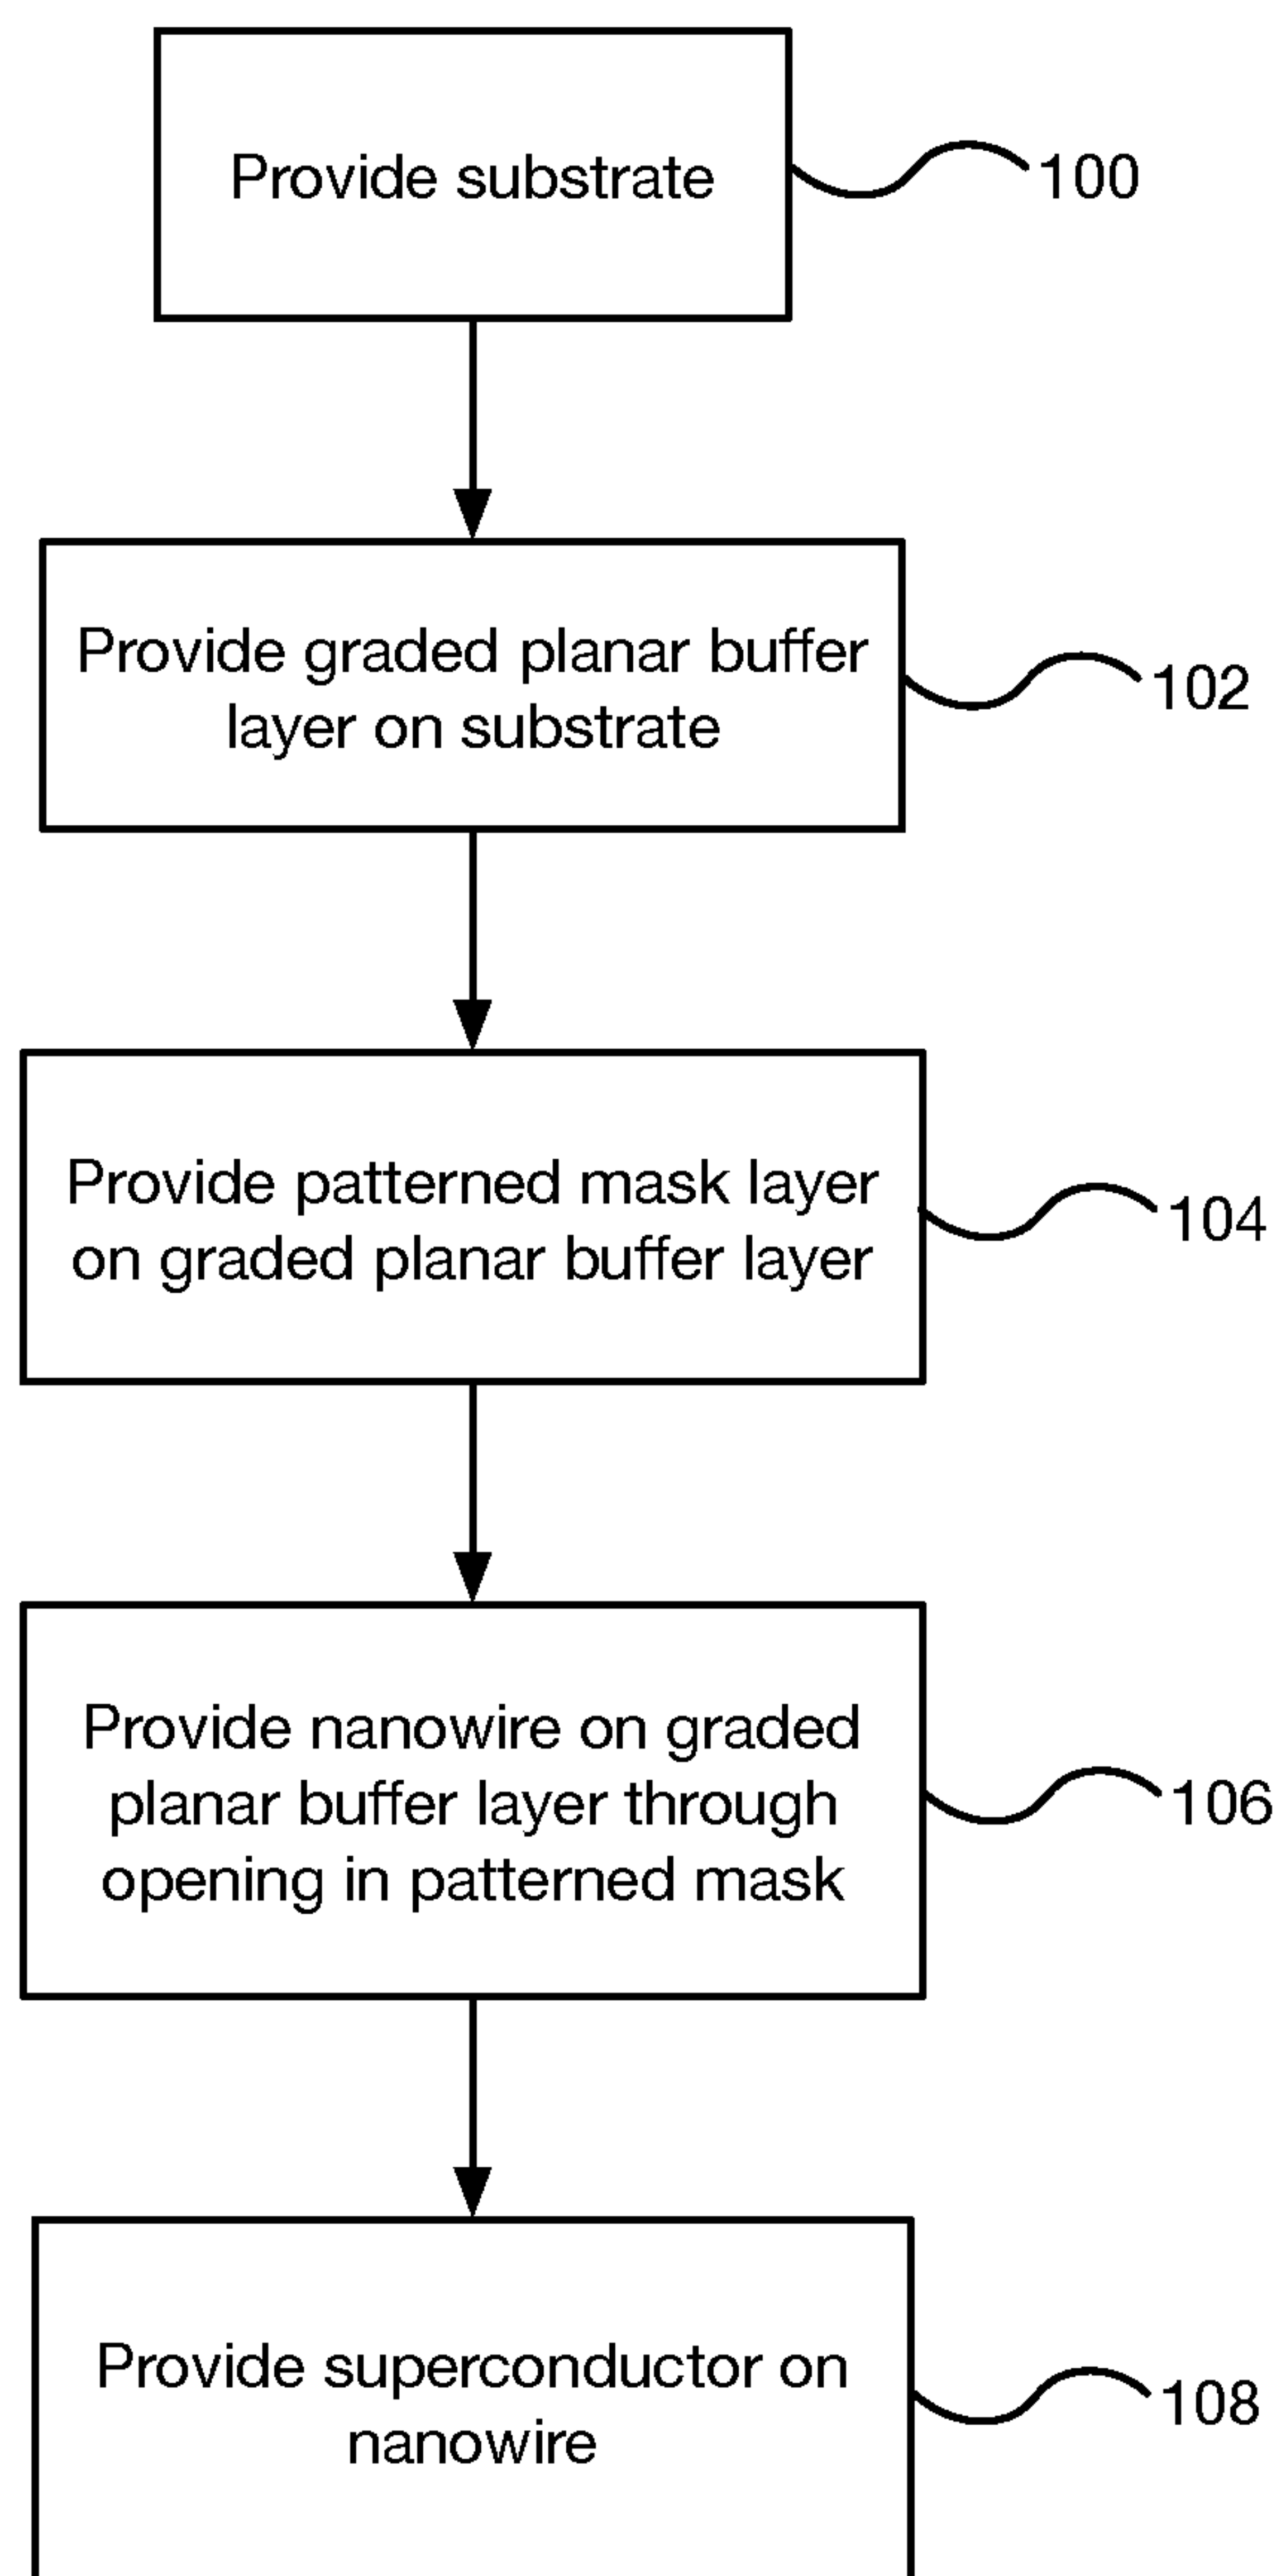 Provide substrate
100
Provide graded planar buffer
layer on substrate
102
Provide patterned mask layer
on graded planar buffer layer
104
Provide nanowire on graded
planar buffer layer through
opening in patterned mask
106
Provide superconductor on
nanowire
108